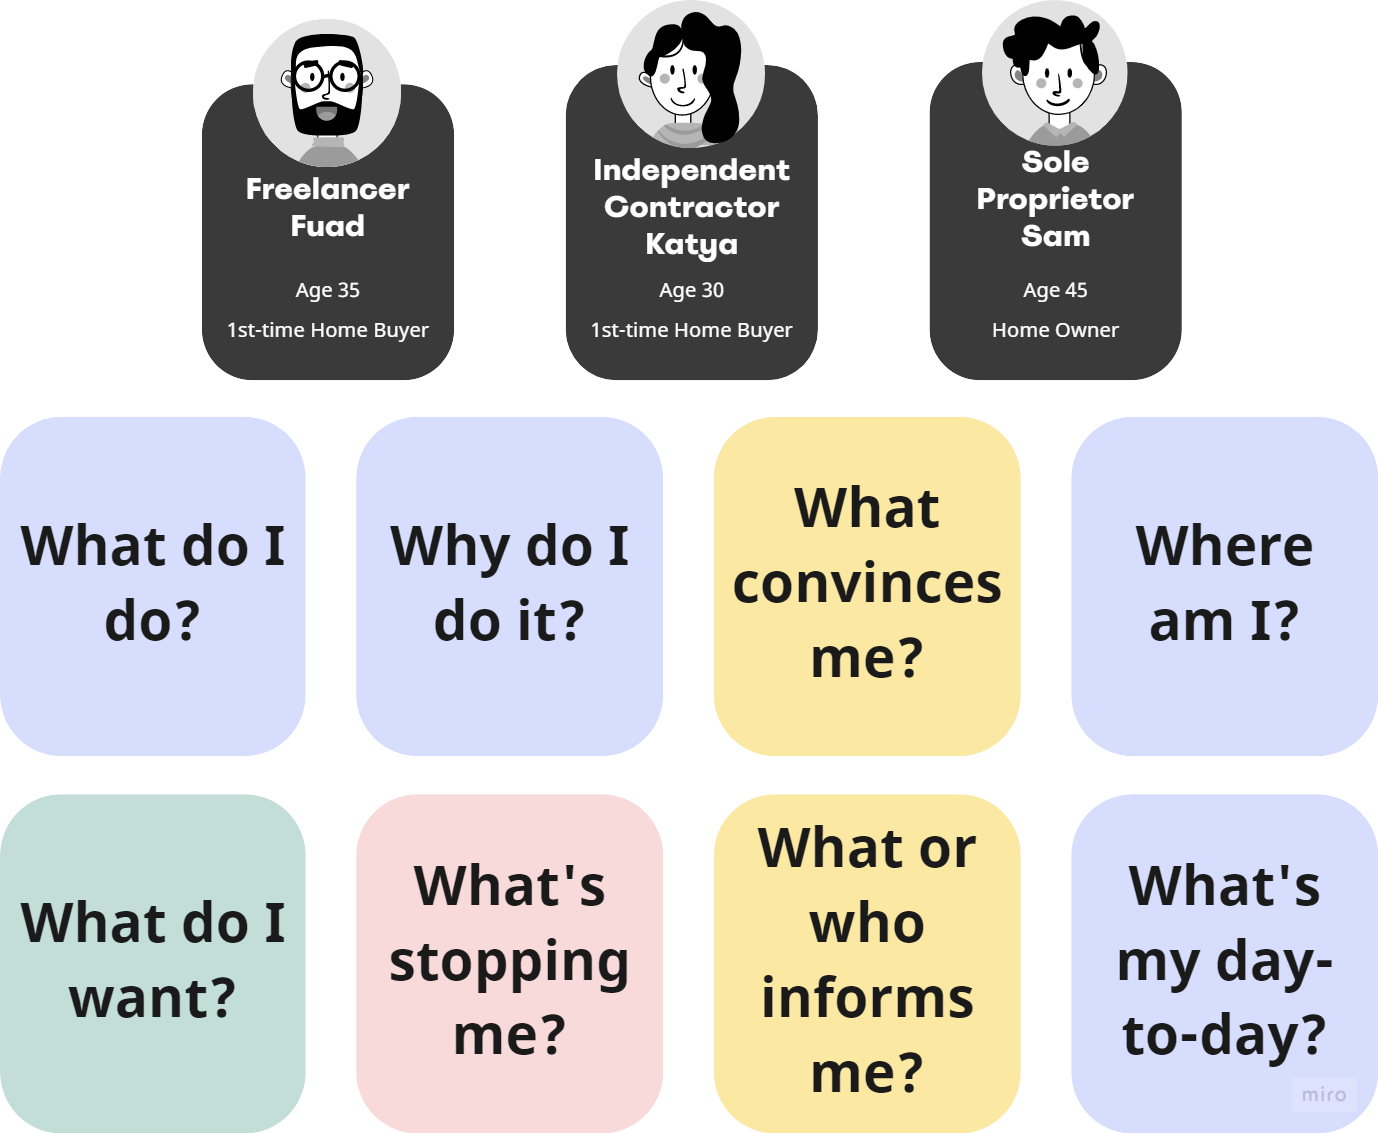 Freelancer
Fuad
Age 35
1st-time Home Buyer
Independent
Contractor
Katya
Age 30
1st-time Home Buyer
Sole
Proprietor
Sam
Age 45
Home Owner
What do I
do?
Why do I
do it?
What
convinces
me?
Where
am I?
What do I
want?
What's
stopping
me?
What or
who
informs
me?
What's
my day-
to-day?
miro